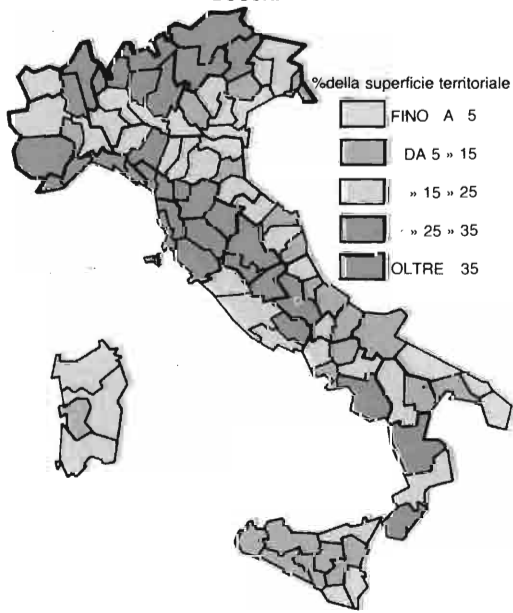 %della superficie territoriale
FINO A 5
DA 5 » 15
» 15 » 25
» 25 » 35
OLTRE 35